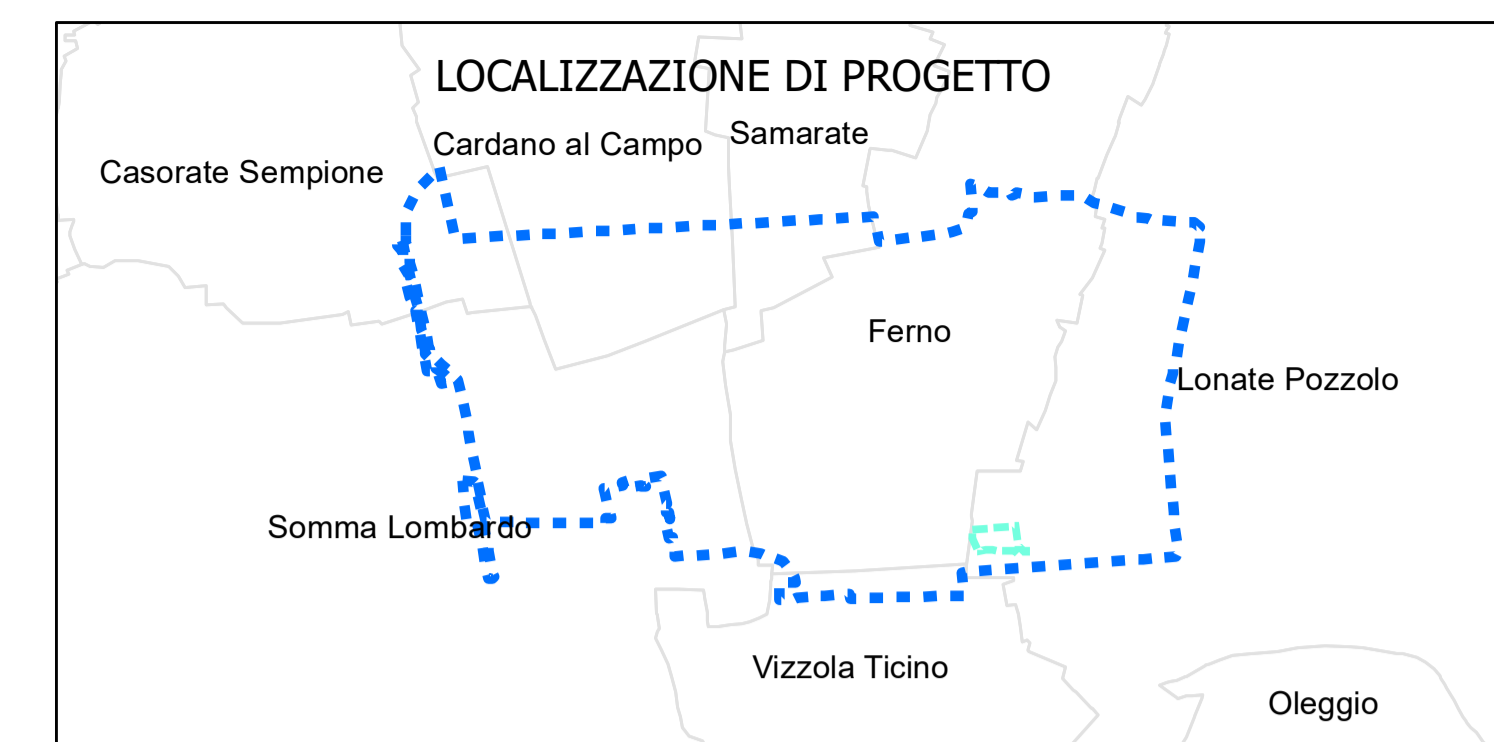 LOCALIZZAZIONE DI PROGETTO
Samarate
Cardano al Campo
Casorate Sempione
Ferno
Lonate Pozzolo
Somma Lombardo
Vizzola Ticino
Oleggio